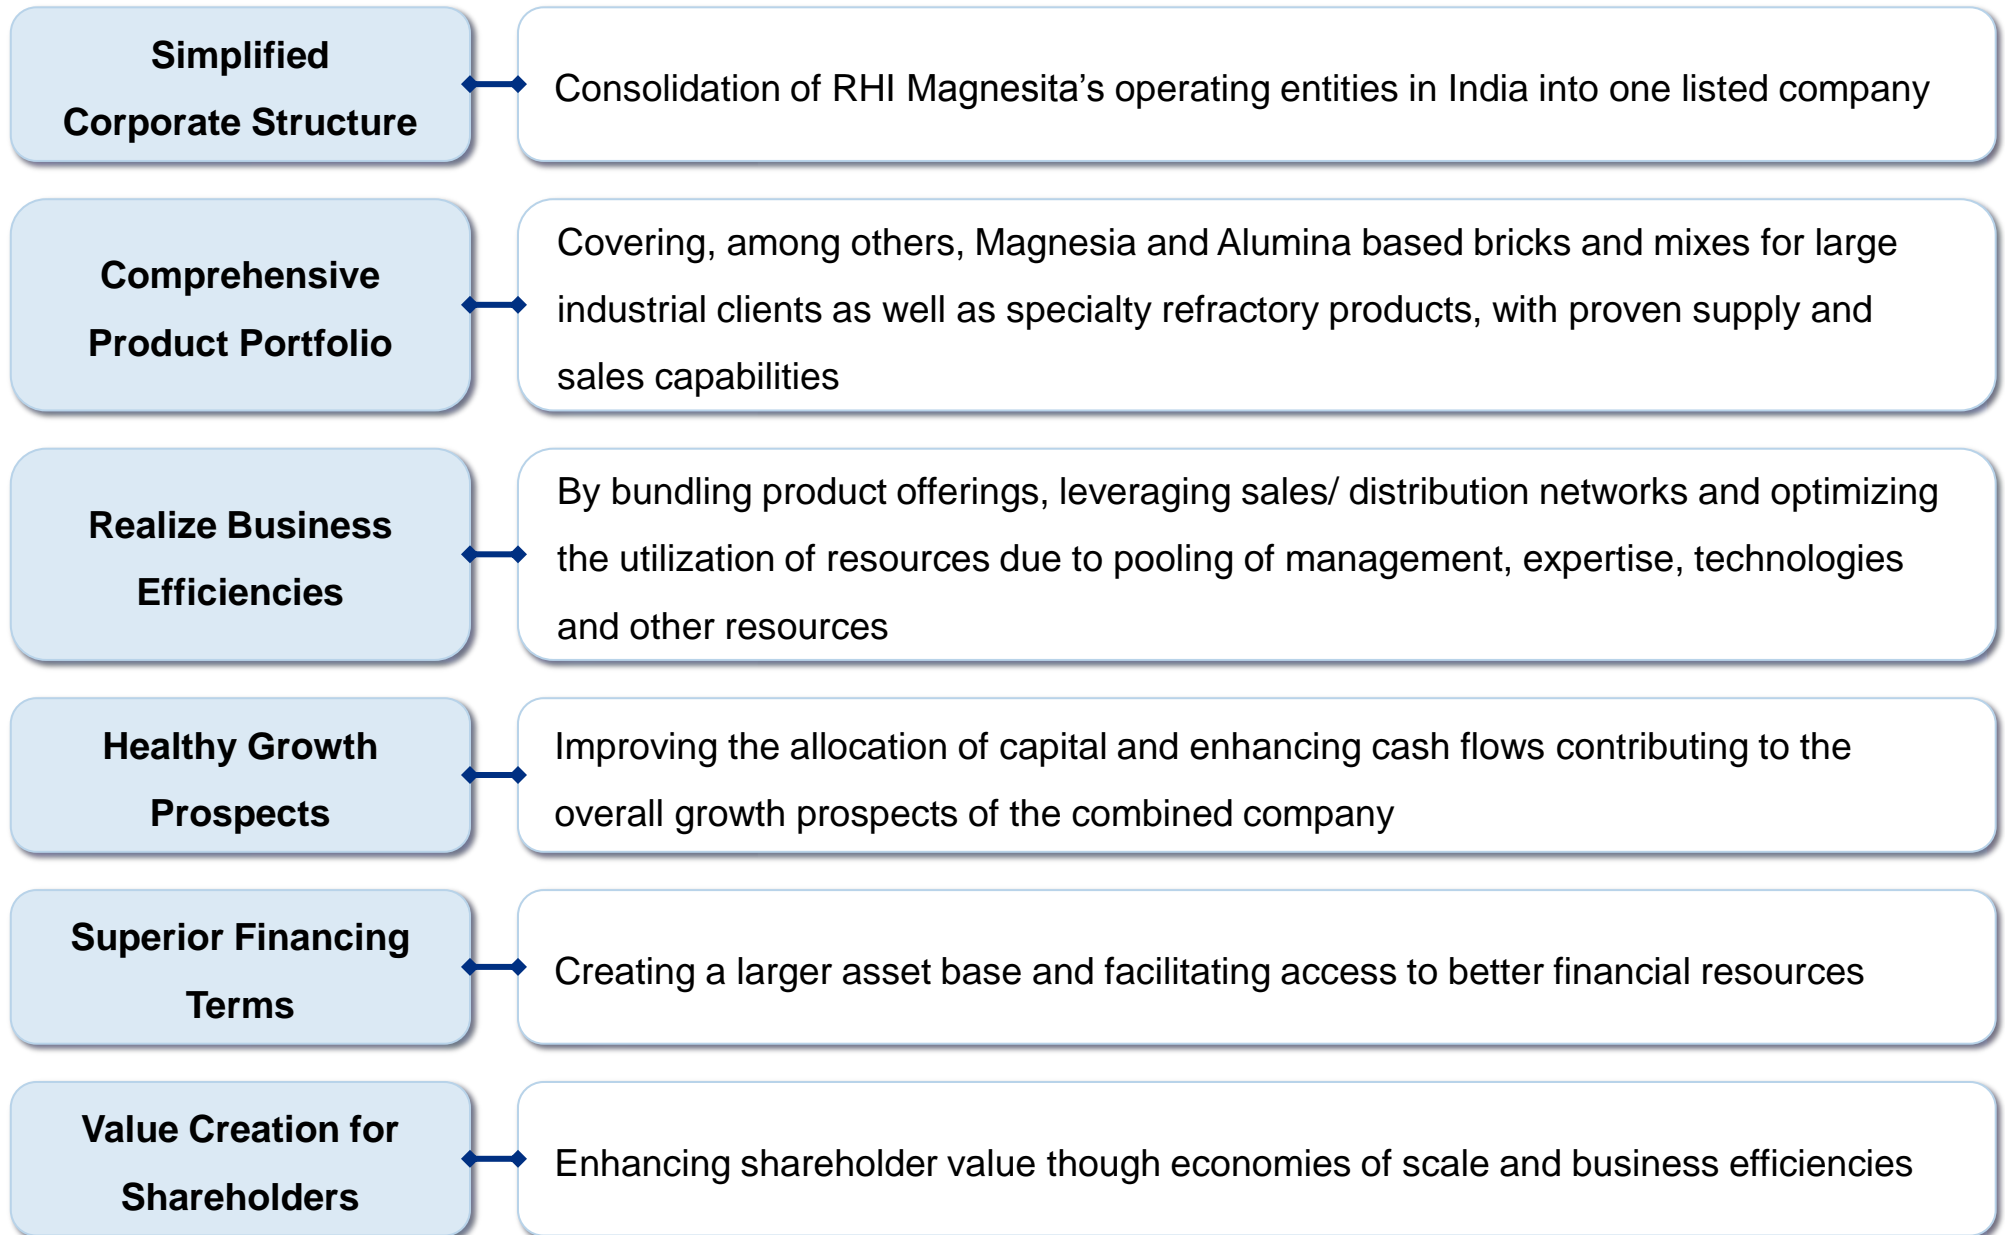 Simplified
Corporate Structure
Consolidation of RHI Magnesita’s operating entities in India into one listed company
Comprehensive
Product Portfolio
Covering, among others, Magnesia and Alumina based bricks and mixes for large
industrial clients as well as specialty refractory products, with proven supply and
sales capabilities
Realize Business
Efficiencies
By bundling product offerings, leveraging sales/ distribution networks and optimizing
the utilization of resources due to pooling of management, expertise, technologies
and other resources
Healthy Growth
Prospects
Improving the allocation of capital and enhancing cash flows contributing to the
overall growth prospects of the combined company
Superior Financing
Terms
Creating a larger asset base and facilitating access to better financial resources
Value Creation for
Shareholders
Enhancing shareholder value though economies of scale and business efficiencies